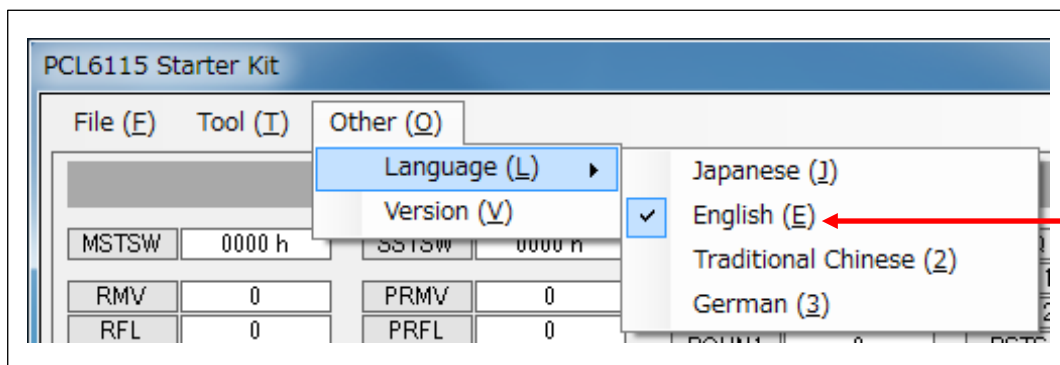 PCL6115 Starter Kit
File (F) Tool (T) Other (O)
Language (L)
Version (V)
Japanese (J)
English (E)
Traditional Chinese (2)
German (3)
MSTSW 0000 h SSTSW 0000 h
RMV 0 PRMV 0
RFL 0 PRFL 0